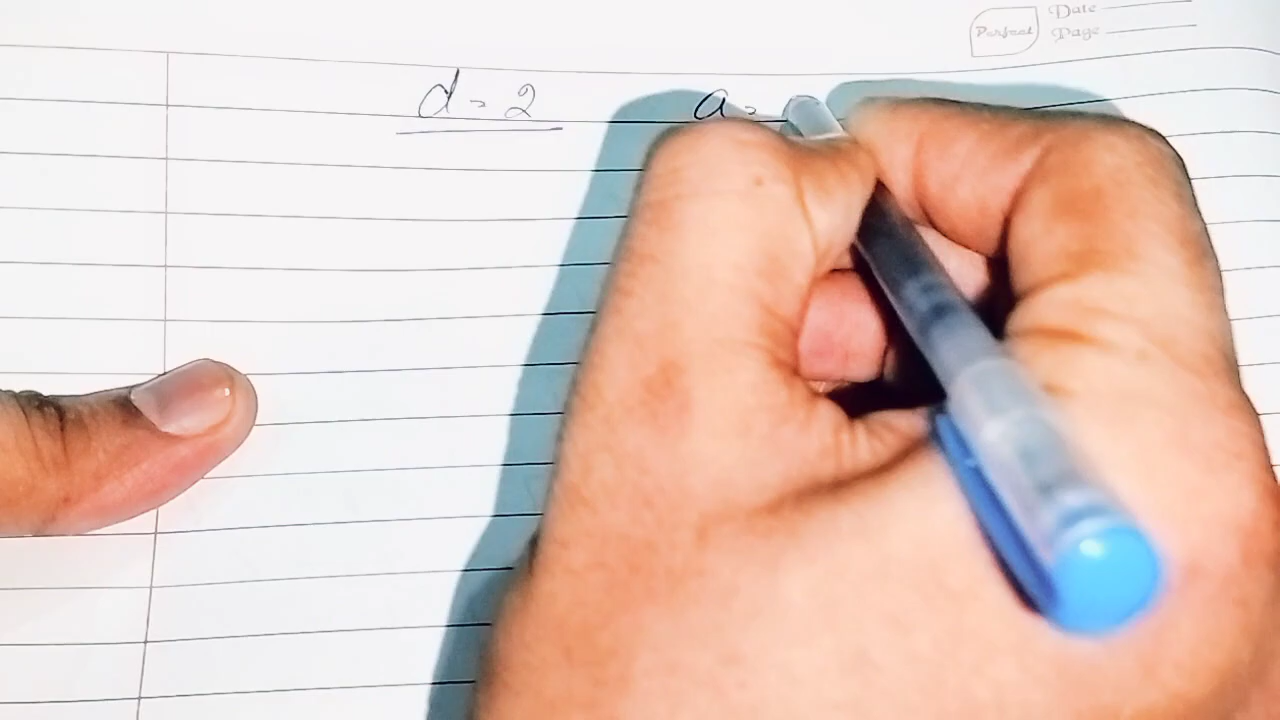 Perfect Date
Page
d = 2 a =